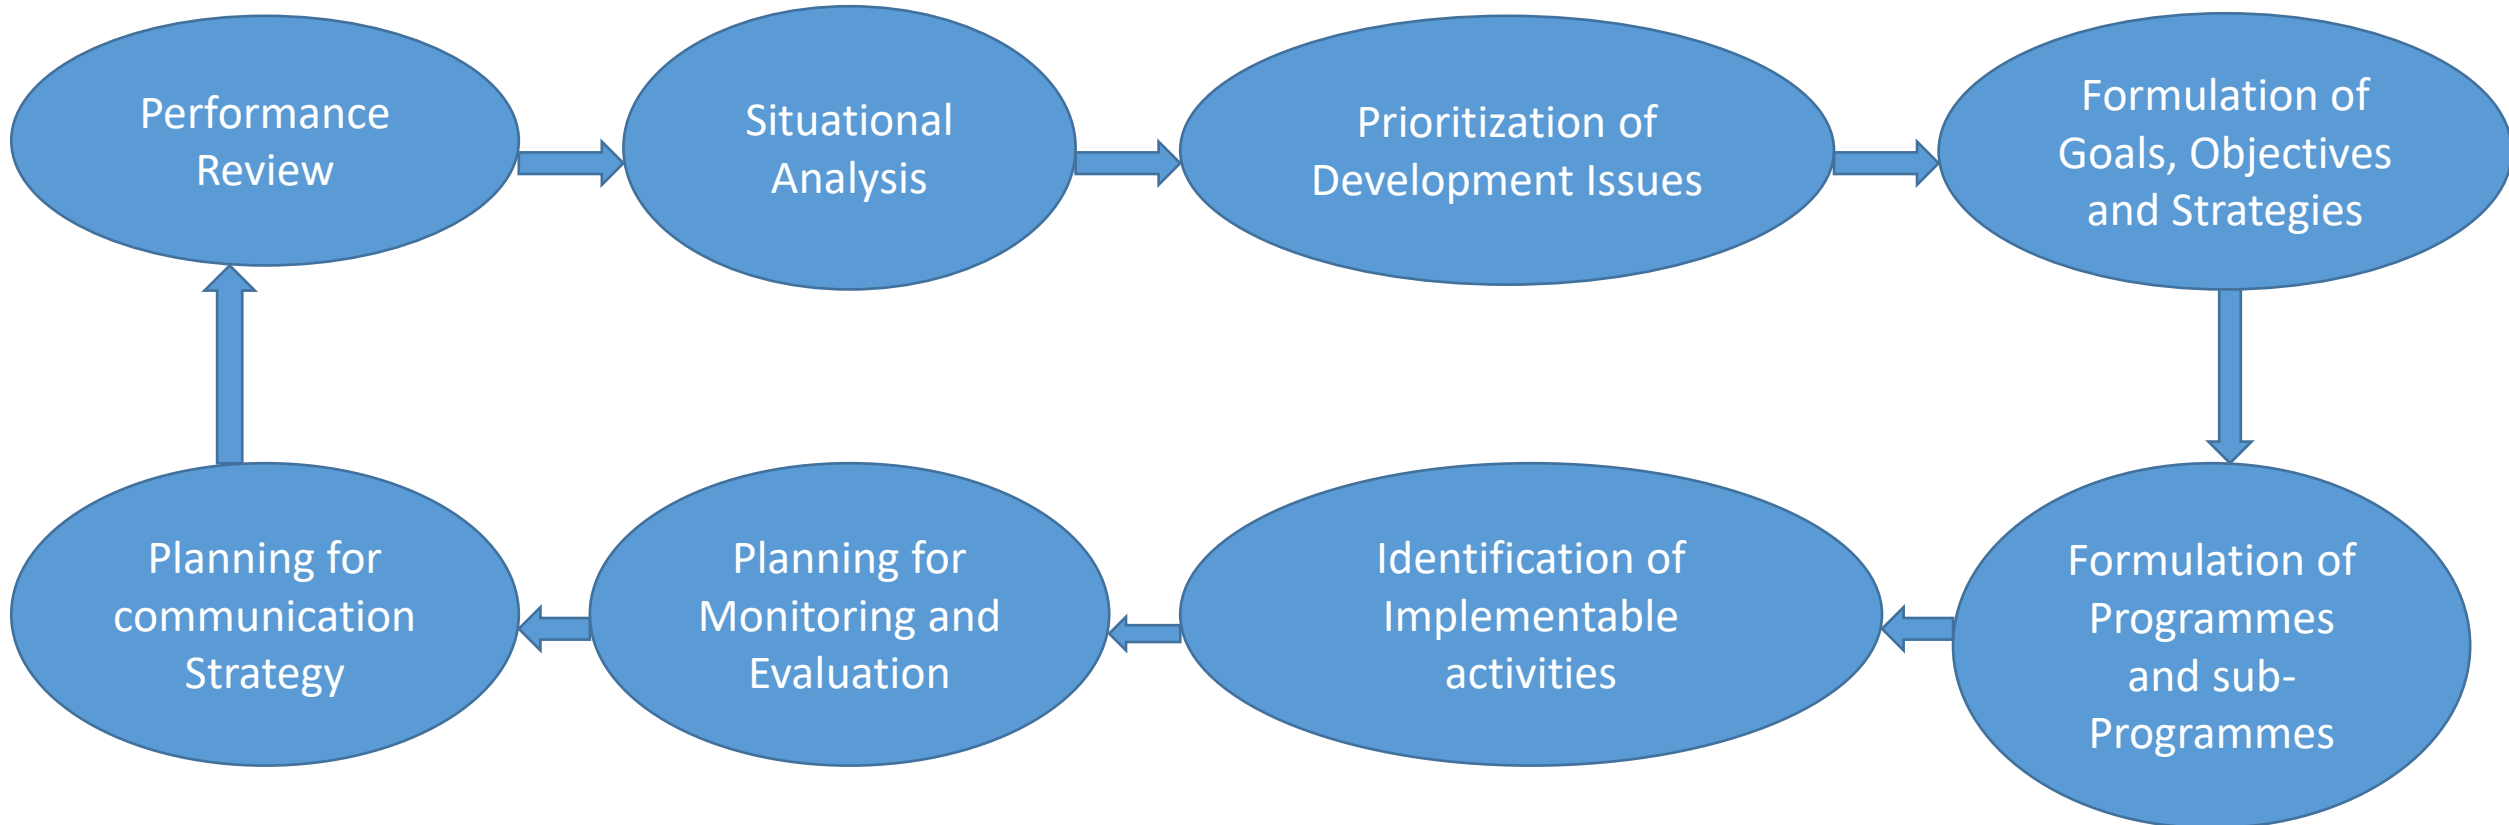 Performance
Review
Situational
Analysis
Prioritization of
Development Issues
Formulation of
Goals, Objectives
and Strategies
Formulation of
Programmes
and sub-
Programmes
Identification of
Implementable
activities
Planning for
Monitoring and
Evaluation
Planning for
communication
Strategy